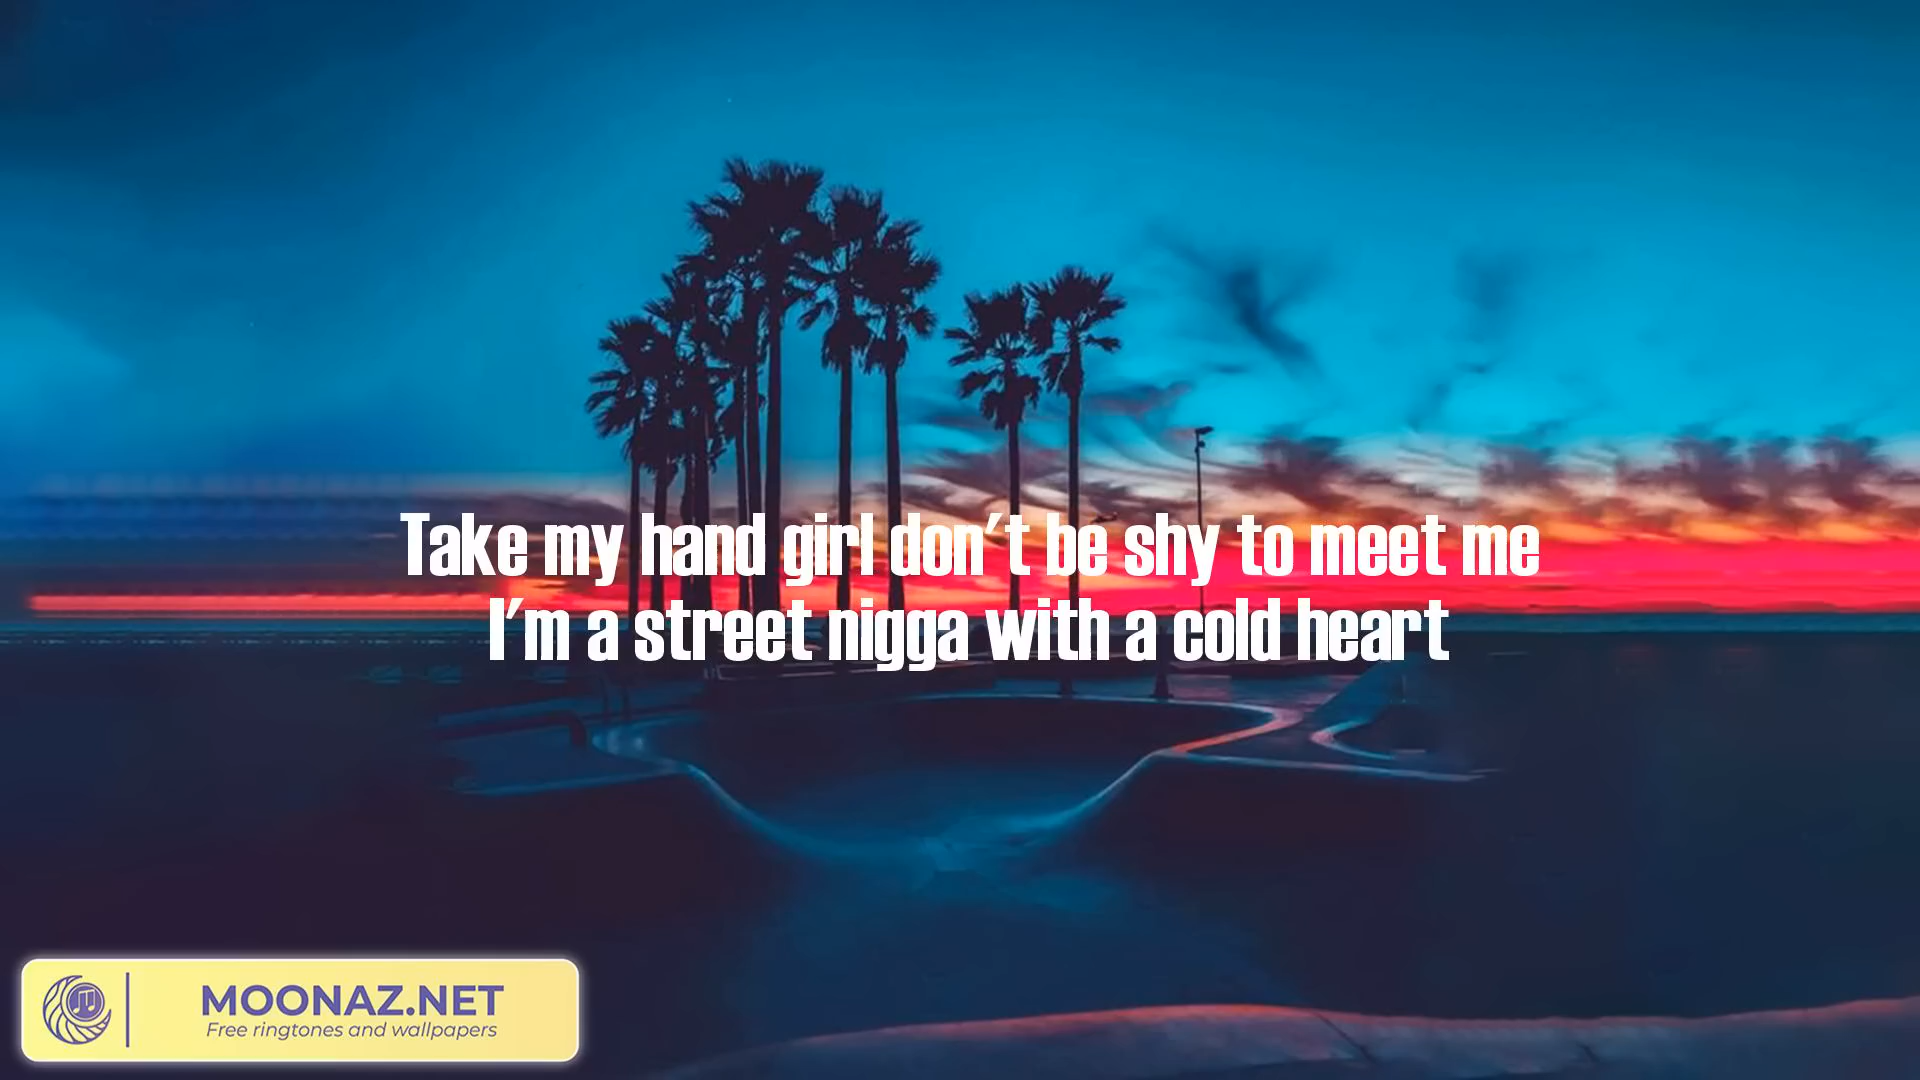 Take my hand girl don't be shy to meet me
I'm a street nigga with a cold heart
MOONAZ.NET
Free ringtones and wallpapers